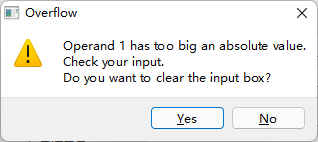 Overflow
Operand 1 has too big an absolute value.
Check your input.
Do you want to clear the input box?
Yes
No